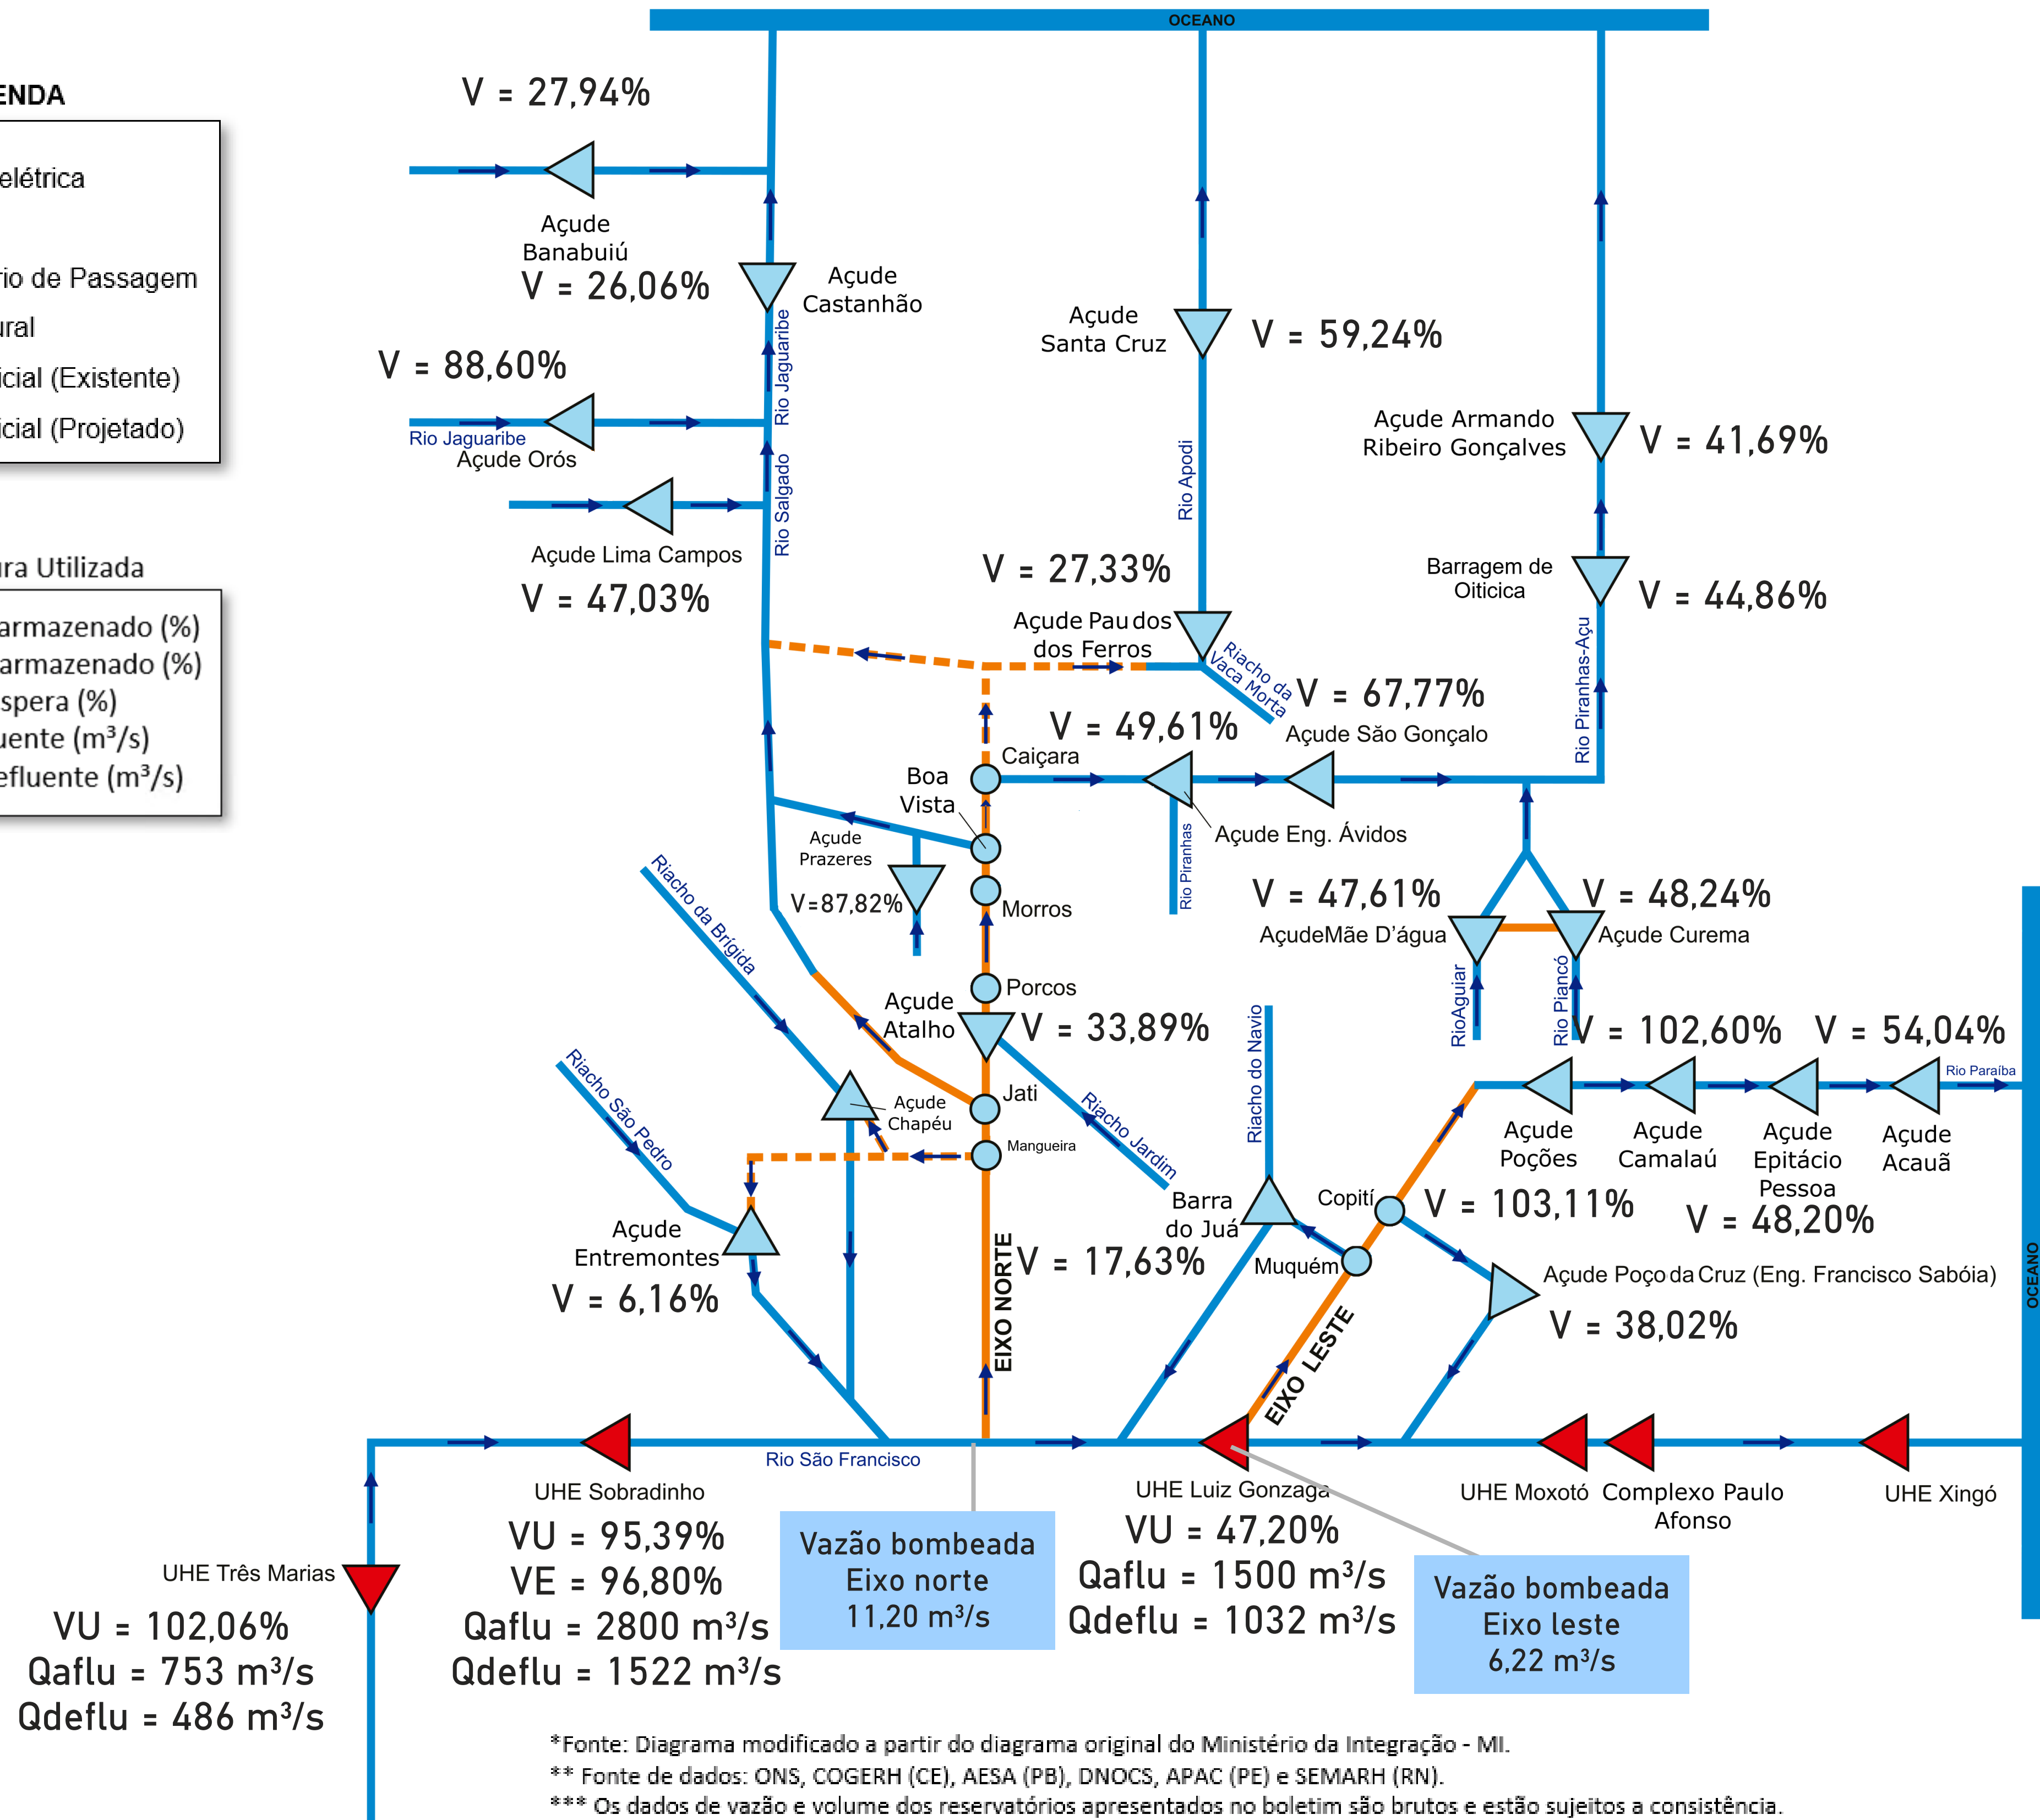 OCEANO
V = 27,94%
ENDA
elétrica
rio de Passagem
ural
icial (Existente)
icial (Projetado)
Açude
Banabuiú
V = 26,06%
Açude
Castanhão
Rio Jaguaribe
V = 88,60%
Rio Jaguaribe
Açude Orós
Rio Salgado
Açude Lima Campos
V = 47,03%
Açude
Santa Cruz
V = 59,24%
Rio Apodi
Açude Armando
Ribeiro Gonçalves
V = 41,69%
Barragem de
Oiticica
V = 44,86%
Rio Piranhas-Açu
V = 27,33%
Açude Pau dos
dos Ferros
Riacho da
Vaca Morta
ura Utilizada
armazenado (%)
armazenado (%)
spera (%)
uente (m³/s)
efluente (m³/s)
V = 67,77%
Açude São Gonçalo
V = 49,61%
Caiçara
Boa
Vista
Açude Eng. Ávidos
Rio Piranhas
Açude
Prazeres
V=87,82%
Morros
Porcos
Riacho da Brígida
Açude
Atalho
V = 33,89%
V = 47,61%
AçudeMãe D'água
V = 48,24%
Açude Curema
RioAguiar
Rio Piancó
Riacho São Pedro
Açude
Chapéu
Jati
Mangueira
Riacho Jardim
Riacho do Navio
V = 102,60%
V = 54,04%
Rio Paraíba
Açude
Poções
Açude
Camalaú
Açude
Epitácio
Pessoa
Açude
Acauã
V = 103,11%
V = 48,20%
Açude
Entremontes
V = 6,16%
EIXO NORTE
Barra
do Juá
V = 17,63%
Copití
Muquém
EIXO LESTE
Açude Poço da Cruz (Eng. Francisco Sabóia)
V = 38,02%
OCEANO
Rio São Francisco
UHE Sobradinho
VU = 95,39%
VE = 96,80%
Qaflu = 2800 m³/s
Qdeflu = 1522 m³/s
Vazão bombeada
Eixo norte
11,20 m³/s
UHE Luiz Gonzaga
VU = 47,20%
Qaflu = 1500 m³/s
Qdeflu = 1032 m³/s
Vazão bombeada
Eixo leste
6,22 m³/s
UHE Moxotó
Complexo Paulo
Afonso
UHE Xingó
UHE Três Marias
VU = 102,06%
Qaflu = 753 m³/s
Qdeflu = 486 m³/s
*Fonte: Diagrama modificado a partir do diagrama original do Ministério da Integração - MI.
** Fonte de dados: ONS, COGERH (CE), AESA (PB), DNOCS, APAC (PE) e SEMARH (RN).
*** Os dados de vazão e volume dos reservatórios apresentados no boletim são brutos e estão sujeitos a consistência.